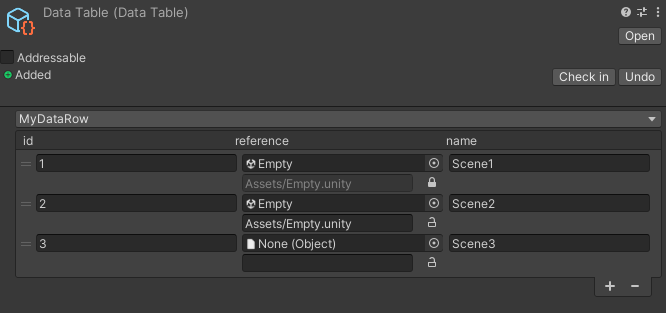 Data Table (Data Table)
Open
Addressable
Added
Check in
Undo
MyDataRow
id reference name
1 Empty Scene1
Assets/Empty.unity
2 Empty Scene2
Assets/Empty.unity
3 None (Object) Scene3